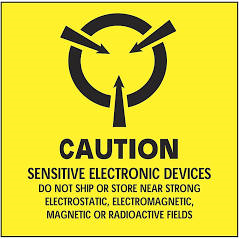 CAUTION
SENSITIVE ELECTRONIC DEVICES
DO NOT SHIP OR STORE NEAR STRONG
ELECTROSTATIC, ELECTROMAGNETIC,
MAGNETIC OR RADIOACTIVE FIELDS